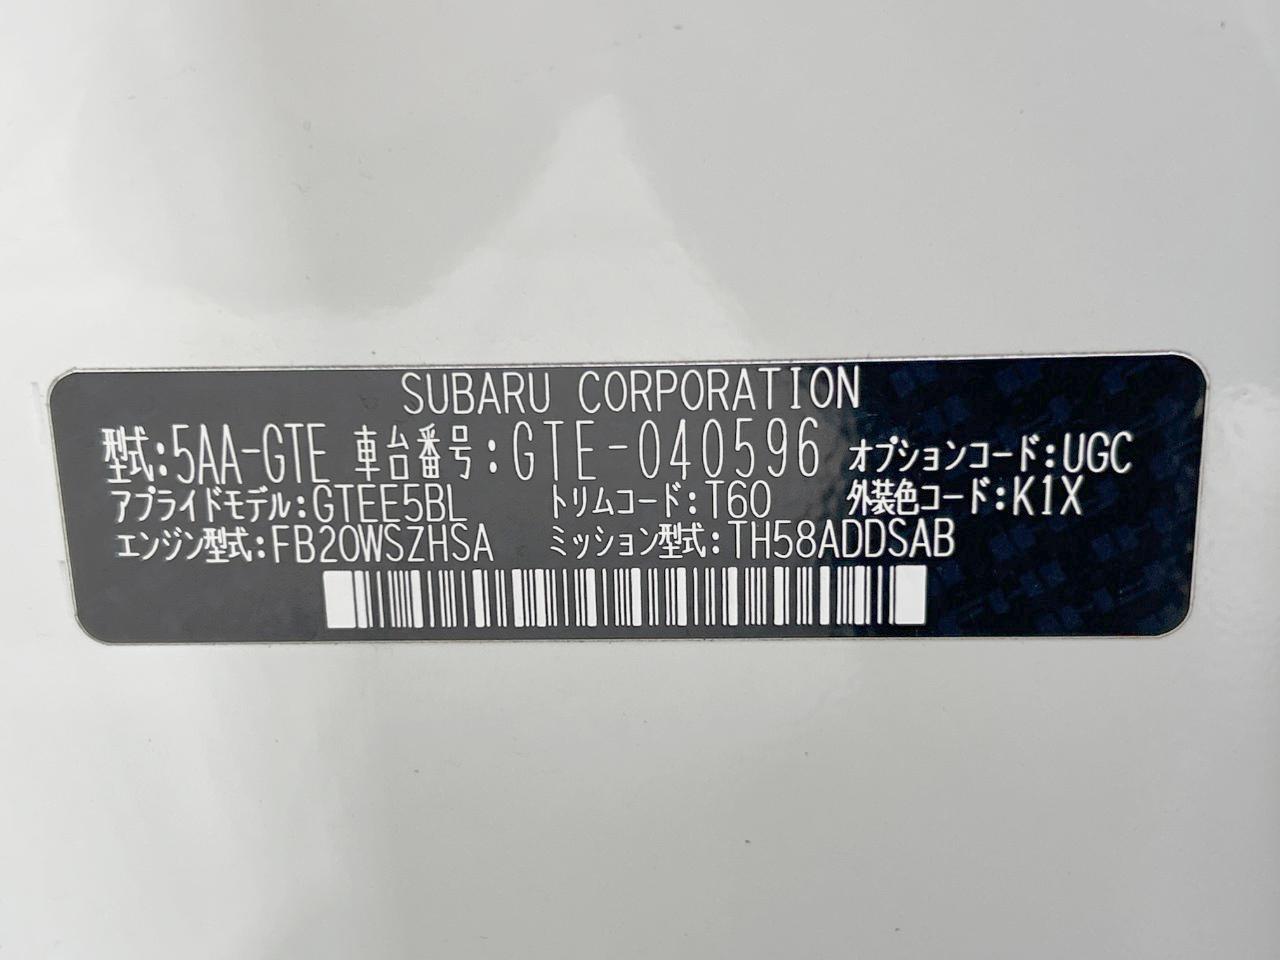 SUBARU CORPORATION
型式:5AA-GTE 車台番号:GTE-040596 オプションコード:UGC
アプライドモデル:GTEE5BL トリムコード:T60 外装色コード:K1X
エンジン型式:FB20WSZHSA ミッション型式:TH58ADDSAB